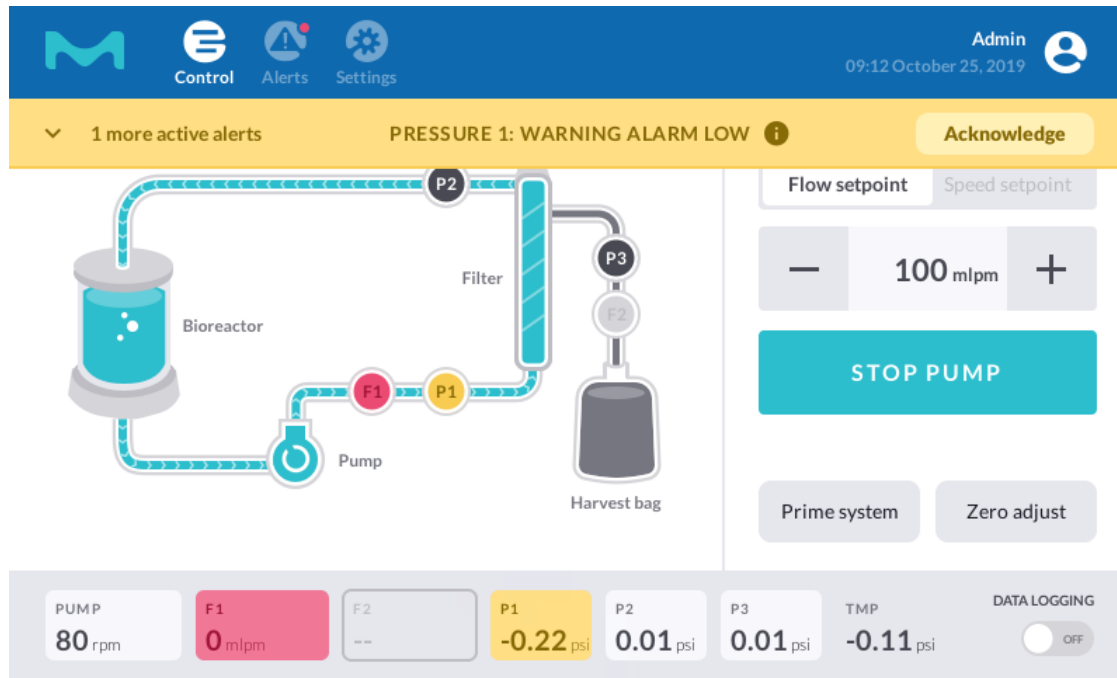 Admin
Control Alerts Settings
09:12 October 25, 2019
1 more active alerts
PRESSURE 1: WARNING ALARM LOW
Acknowledge
P2
Flow setpoint
Speed setpoint
P3
Filter
100 mlpm
F2
Bioreactor
STOP PUMP
F1
P1
Pump
Harvest bag
Prime system
Zero adjust
PUMP
80 rpm
F1
0 mlpm
F2
--
P1
-0.22 psi
P2
0.01 psi
P3
0.01 psi
TMP
-0.11 psi
DATA LOGGING
OFF